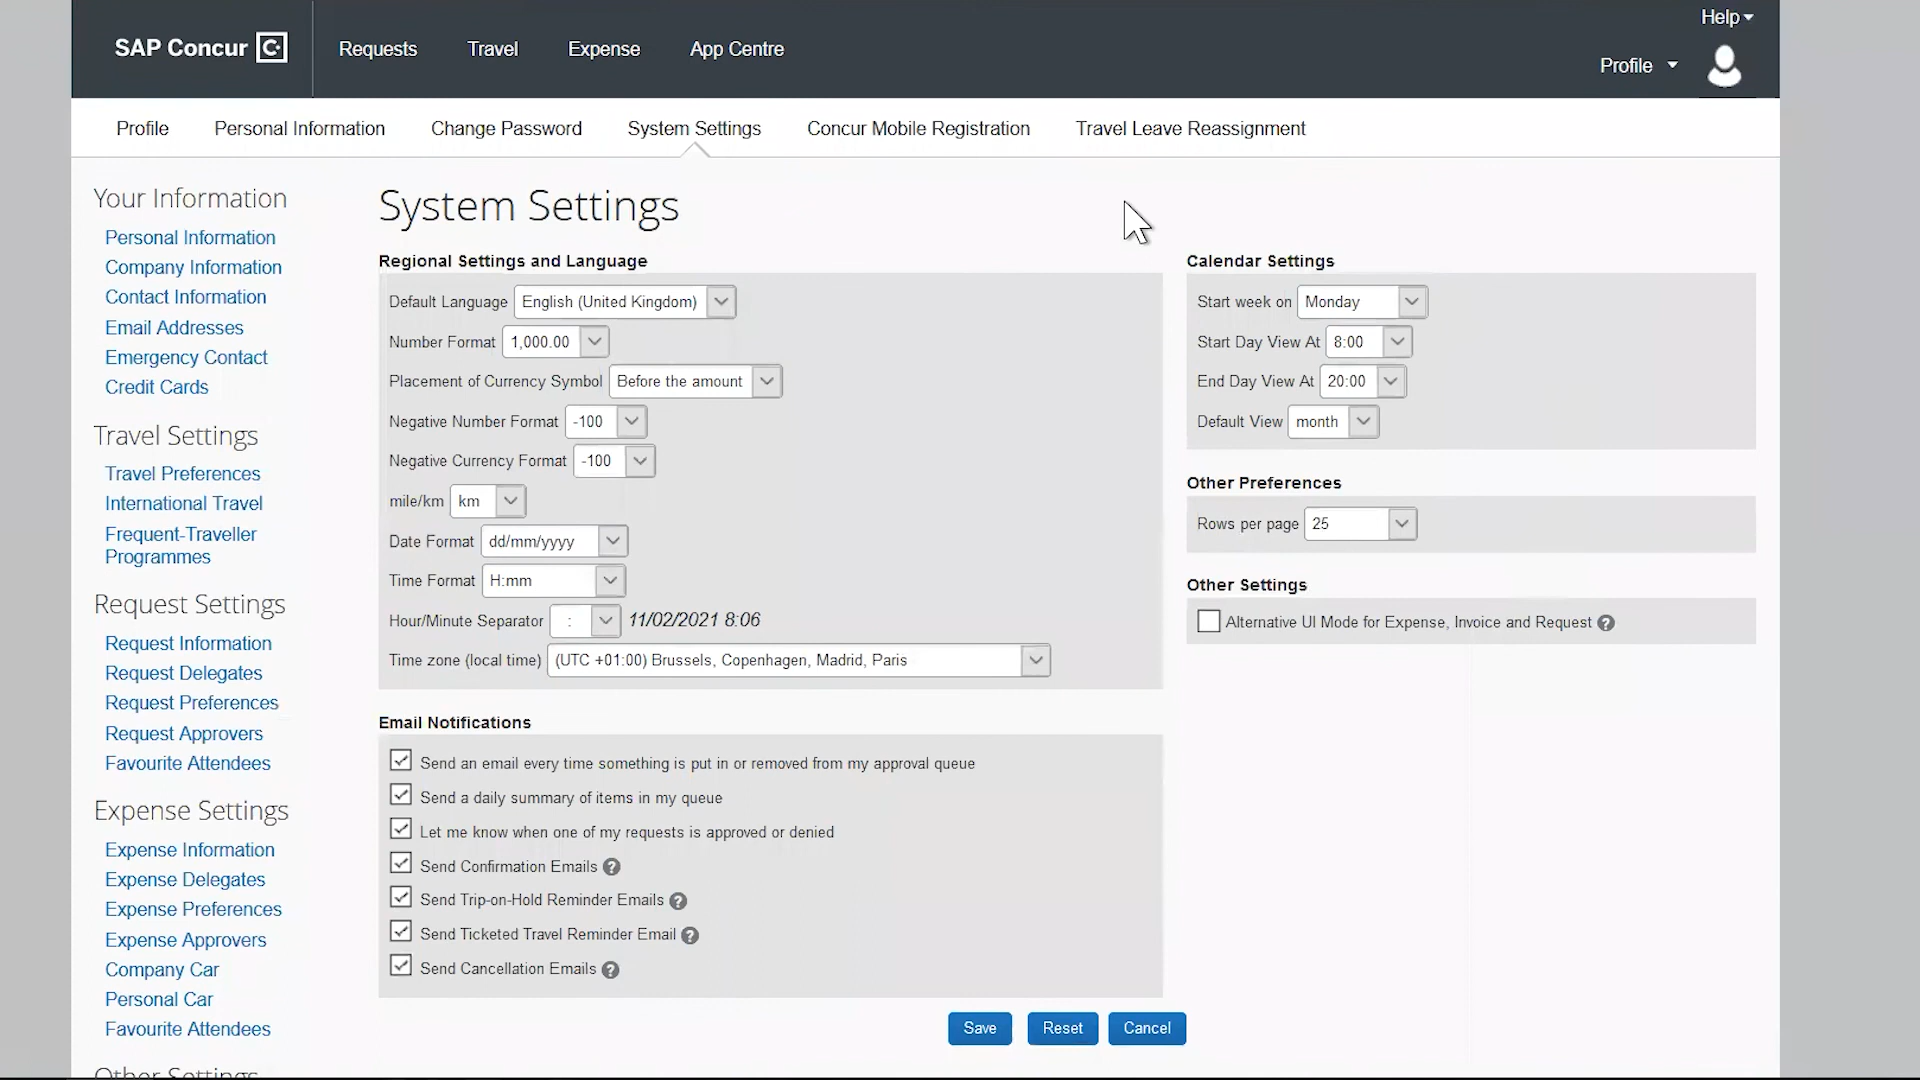 Help
SAP Concur
Requests
Travel
Expense
App Centre
Profile
Profile
Personal Information
Change Password
System Settings
Concur Mobile Registration
Travel Leave Reassignment
Your Information
Personal Information
Company Information
Contact Information
Email Addresses
Emergency Contact
Credit Cards
Travel Settings
Travel Preferences
International Travel
Frequent-Traveller
Programmes
Request Settings
Request Information
Request Delegates
Request Preferences
Request Approvers
Favourite Attendees
Expense Settings
Expense Information
Expense Delegates
Expense Preferences
Expense Approvers
Company Car
Personal Car
Favourite Attendees
Other Settings
System Settings
Regional Settings and Language
Default Language English (United Kingdom)
Number Format 1,000.00
Placement of Currency Symbol Before the amount
Negative Number Format -100
Negative Currency Format -100
mile/km km
Date Format dd/mm/yyyy
Time Format H:mm
Hour/Minute Separator : 11/02/2021 8:06
Time zone (local time) (UTC +01:00) Brussels, Copenhagen, Madrid, Paris
Email Notifications
Send an email every time something is put in or removed from my approval queue
Send a daily summary of items in my queue
Let me know when one of my requests is approved or denied
Send Confirmation Emails ?
Send Trip-on-Hold Reminder Emails ?
Send Ticketed Travel Reminder Email ?
Send Cancellation Emails ?
Save
Reset
Cancel
Calendar Settings
Start week on Monday
Start Day View At 8:00
End Day View At 20:00
Default View month
Other Preferences
Rows per page 25
Other Settings
Alternative UI Mode for Expense, Invoice and Request ?